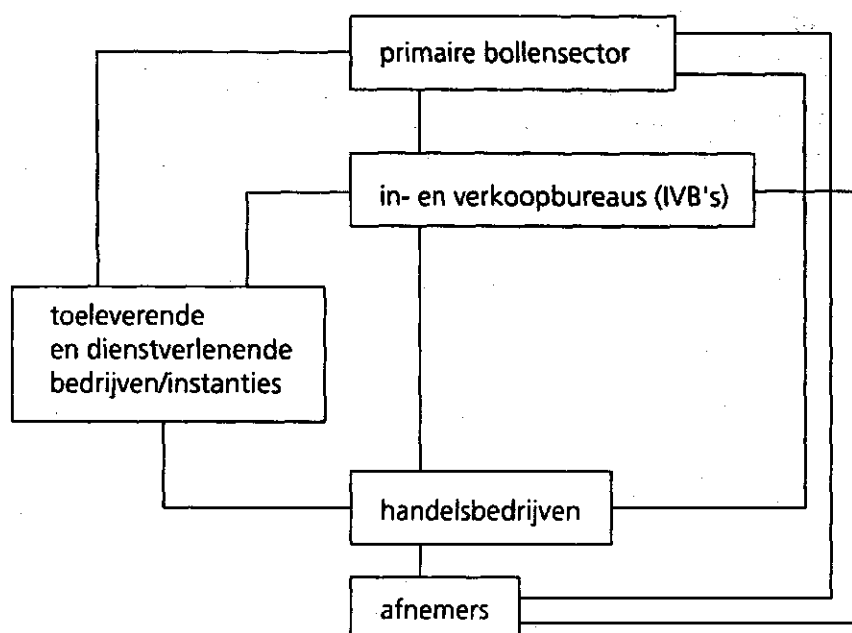 primaire bollensector
in- en verkoopbureaus (IVB's)
toeleverende
en dienstverlenende
bedrijven/instanties
handelsbedrijven
afnemers